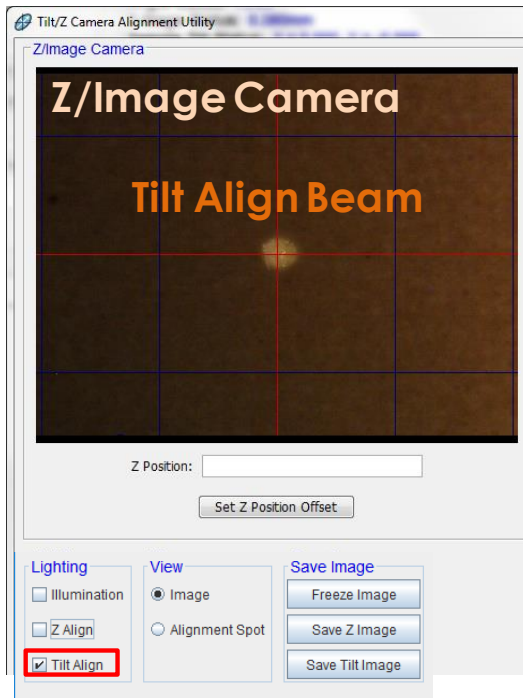 Tilt/Z Camera Alignment Utility
Z/Image Camera
Z/Image Camera
Tilt Align Beam
Z Position:
Set Z Position Offset
Lighting
Illumination
Z Align
Tilt Align
View
Image
Alignment Spot
Save Image
Freeze Image
Save Z Image
Save Tilt Image